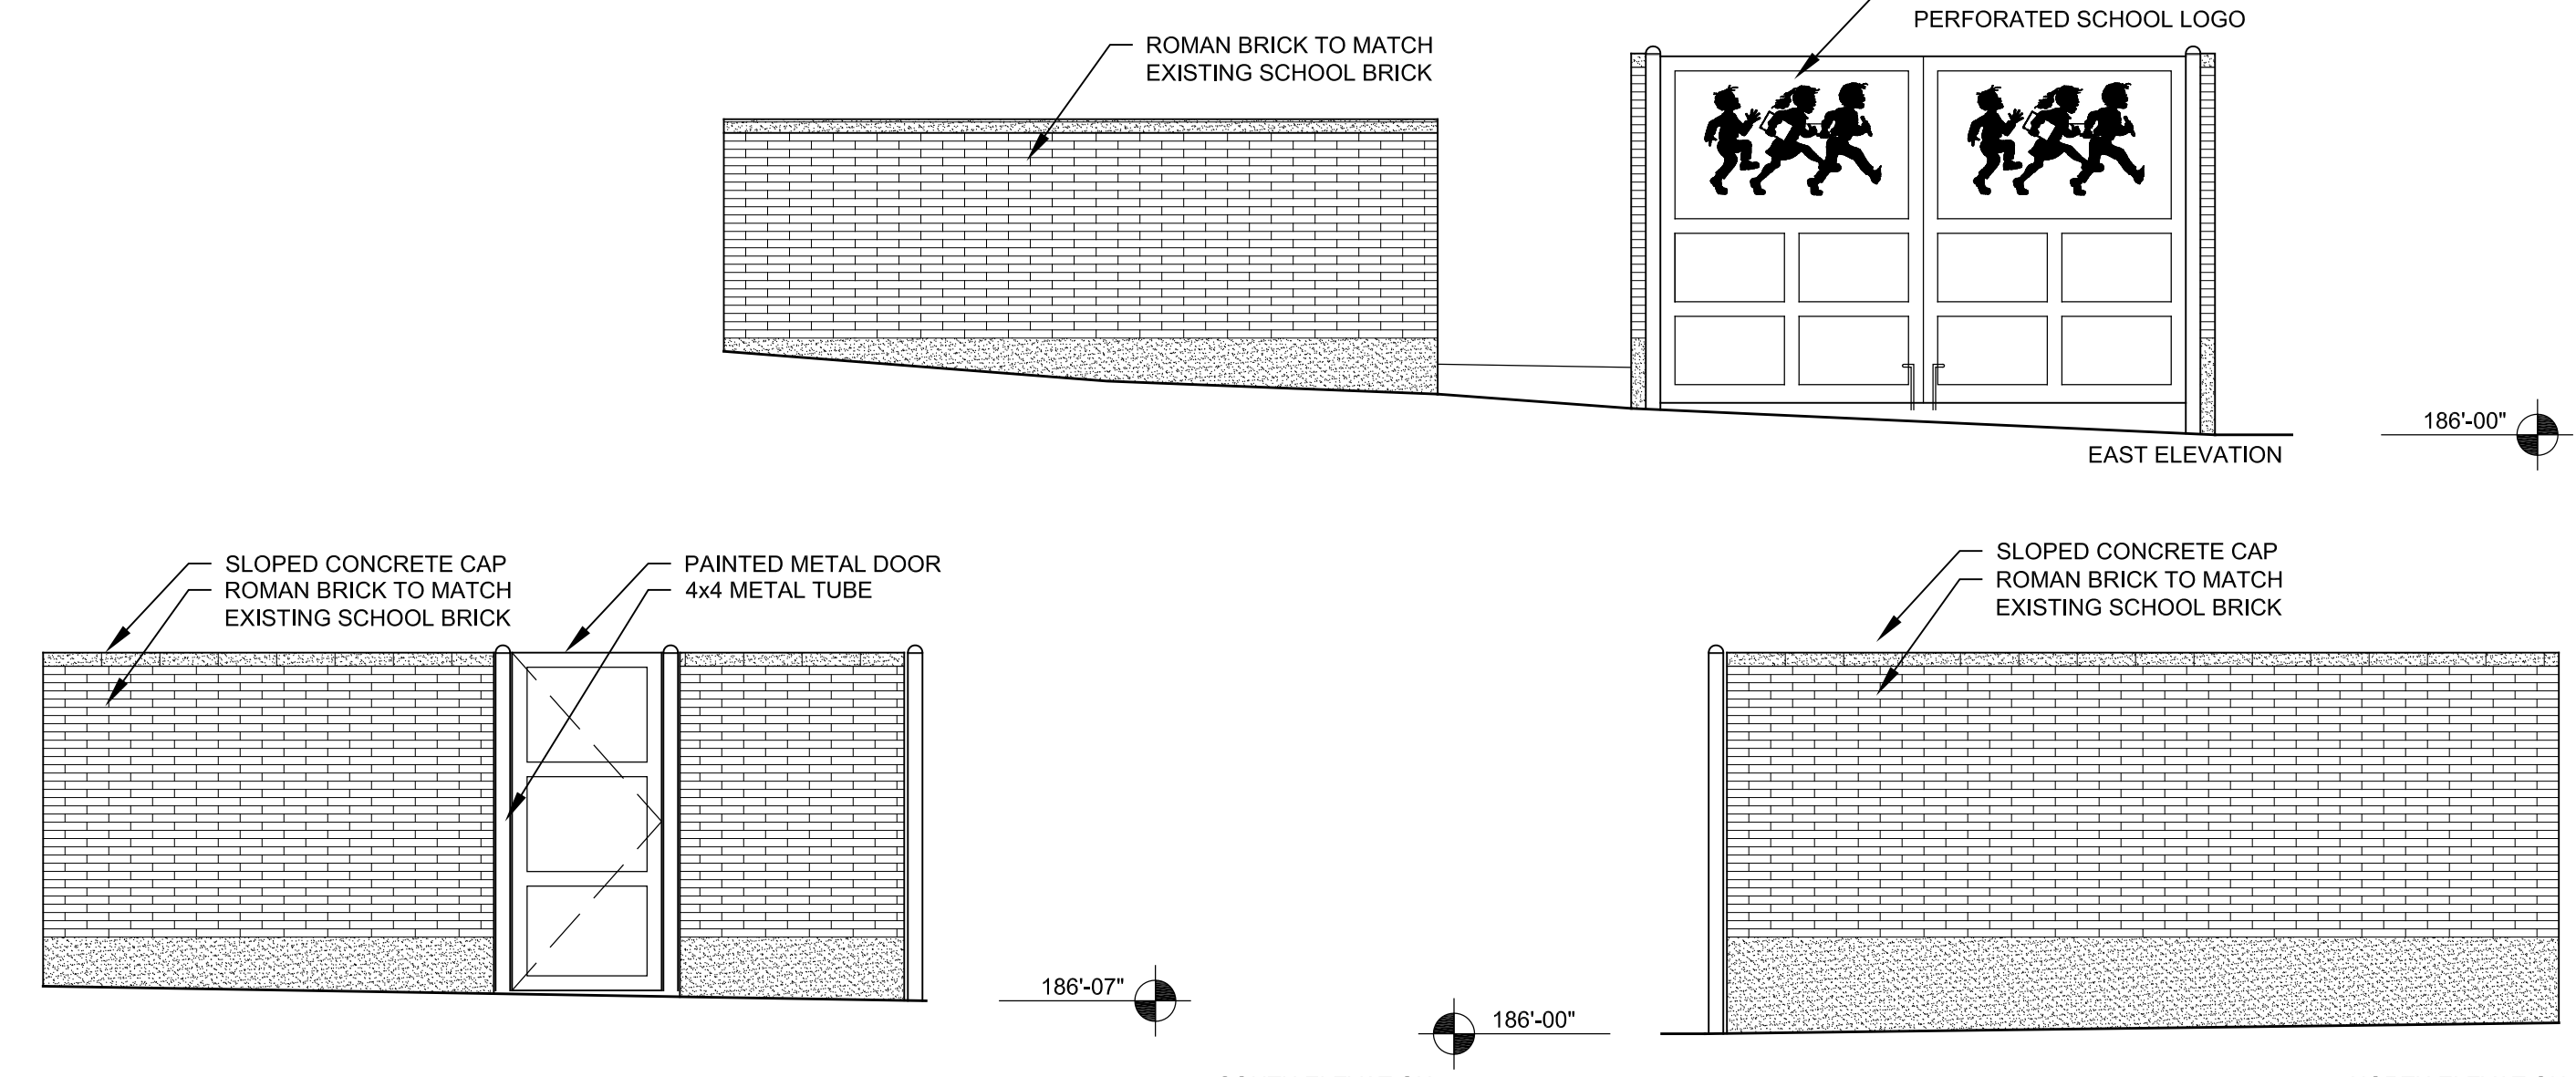 PERFORATED SCHOOL LOGO
ROMAN BRICK TO MATCH
EXISTING SCHOOL BRICK
186'-00"
EAST ELEVATION
SLOPED CONCRETE CAP
ROMAN BRICK TO MATCH
EXISTING SCHOOL BRICK
PAINTED METAL DOOR
4x4 METAL TUBE
SLOPED CONCRETE CAP
ROMAN BRICK TO MATCH
EXISTING SCHOOL BRICK
186'-07"
186'-00"